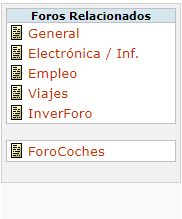 Foros Relacionados
General
Electrónica / Inf.
Empleo
Viajes
InverForo
ForoCoches